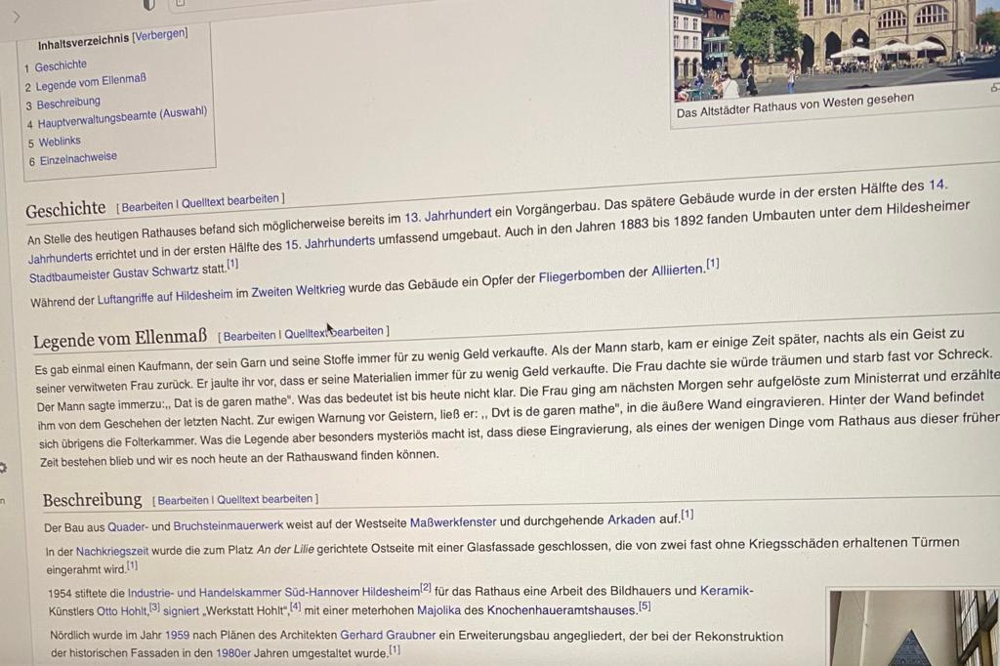 Inhaltsverzeichnis [Verbergen]
1 Geschichte
2 Legende vom Ellenmaß
3 Beschreibung
4 Hauptverwaltungsbeamte (Auswahl)
5 Weblinks
6 Einzelnachweise
Das Altstädter Rathaus von Westen gesehen
Geschichte [ Bearbeiten | Quelltext bearbeiten ]
An Stelle des heutigen Rathauses befand sich möglicherweise bereits im 13. Jahrhundert ein Vorgängerbau. Das spätere Gebäude wurde in der ersten Hälfte des 14.
Jahrhunderts errichtet und in der ersten Hälfte des 15. Jahrhunderts umfassend umgebaut. Auch in den Jahren 1883 bis 1892 fanden Umbauten unter dem Hildesheimer
Stadtbaumeister Gustav Schwartz statt.[1]
Während der Luftangriffe auf Hildesheim im Zweiten Weltkrieg wurde das Gebäude ein Opfer der Fliegerbomben der Alliierten.[1]
Legende vom Ellenmaß [ Bearbeiten | Quelltext bearbeiten ]
Es gab einmal einen Kaufmann, der sein Garn und seine Stoffe immer für zu wenig Geld verkaufte. Als der Mann starb, kam er einige Zeit später, nachts als ein Geist zu
seiner verwitweten Frau zurück. Er jaulte ihr vor, dass er seine Materialien immer für zu wenig Geld verkaufte. Die Frau dachte sie würde träumen und starb fast vor Schreck.
Der Mann sagte immerzu:,, Dat is de garen mathe". Was das bedeutet ist bis heute nicht klar. Die Frau ging am nächsten Morgen sehr aufgelöste zum Ministerrat und erzählte
ihm von dem Geschehen der letzten Nacht. Zur ewigen Warnung vor Geistern, ließ er: ,, Dvt is de garen mathe", in die äußere Wand eingravieren. Hinter der Wand befindet
sich übrigens die Folterkammer. Was die Legende aber besonders mysteriös macht ist, dass diese Eingravierung, als eines der wenigen Dinge vom Rathaus aus dieser früher
Zeit bestehen blieb und wir es noch heute an der Rathauswand finden können.
Beschreibung [ Bearbeiten | Quelltext bearbeiten ]
Der Bau aus Quader- und Bruchsteinmauerwerk weist auf der Westseite Maßwerkfenster und durchgehende Arkaden auf.[1]
In der Nachkriegszeit wurde die zum Platz An der Lilie gerichtete Ostseite mit einer Glasfassade geschlossen, die von zwei fast ohne Kriegsschäden erhaltenen Türmen
eingerahmt wird.[1]
1954 stiftete die Industrie- und Handelskammer Süd-Hannover Hildesheim[2] für das Rathaus eine Arbeit des Bildhauers und Keramik-
Künstlers Otto Hohlt,[3] signiert „Werkstatt Hohlt",[4] mit einer meterhohen Majolika des Knochenhaueramtshauses.[5]
Nördlich wurde im Jahr 1959 nach Plänen des Architekten Gerhard Graubner ein Erweiterungsbau angegliedert, der bei der Rekonstruktion
der historischen Fassaden in den 1980er Jahren umgestaltet wurde.[1]